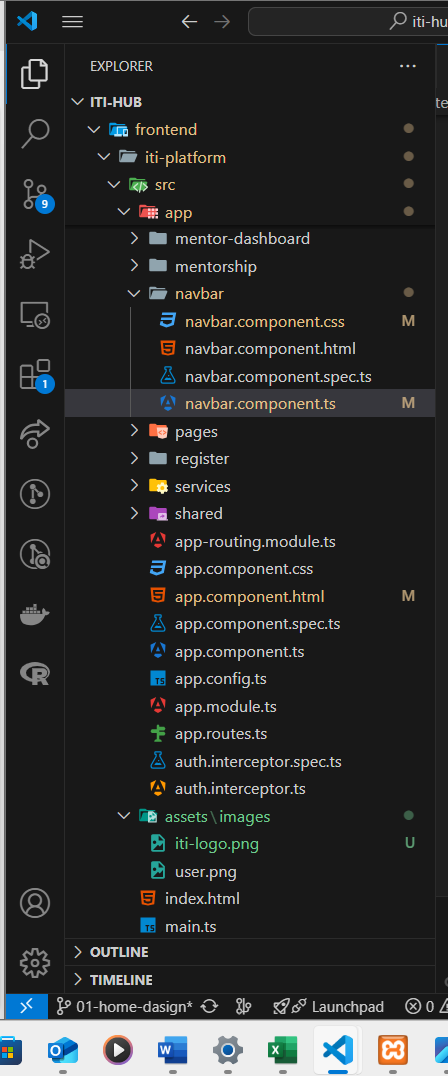 iti-hu
EXPLORER
ITI-HUB
te
frontend
iti-platform
src
app
mentor-dashboard
mentorship
navbar
navbar.component.css M
navbar.component.html
navbar.component.spec.ts
navbar.component.ts M
pages
register
services
shared
app-routing.module.ts
app.component.css
app.component.html M
app.component.spec.ts
app.component.ts
TS app.config.ts
app.module.ts
app.routes.ts
auth.interceptor.spec.ts
auth.interceptor.ts
assets\images
iti-logo.png U
user.png
index.html
TS main.ts
9
1
R
OUTLINE
TIMELINE
01-home-dasign* Launchpad 0
W
X